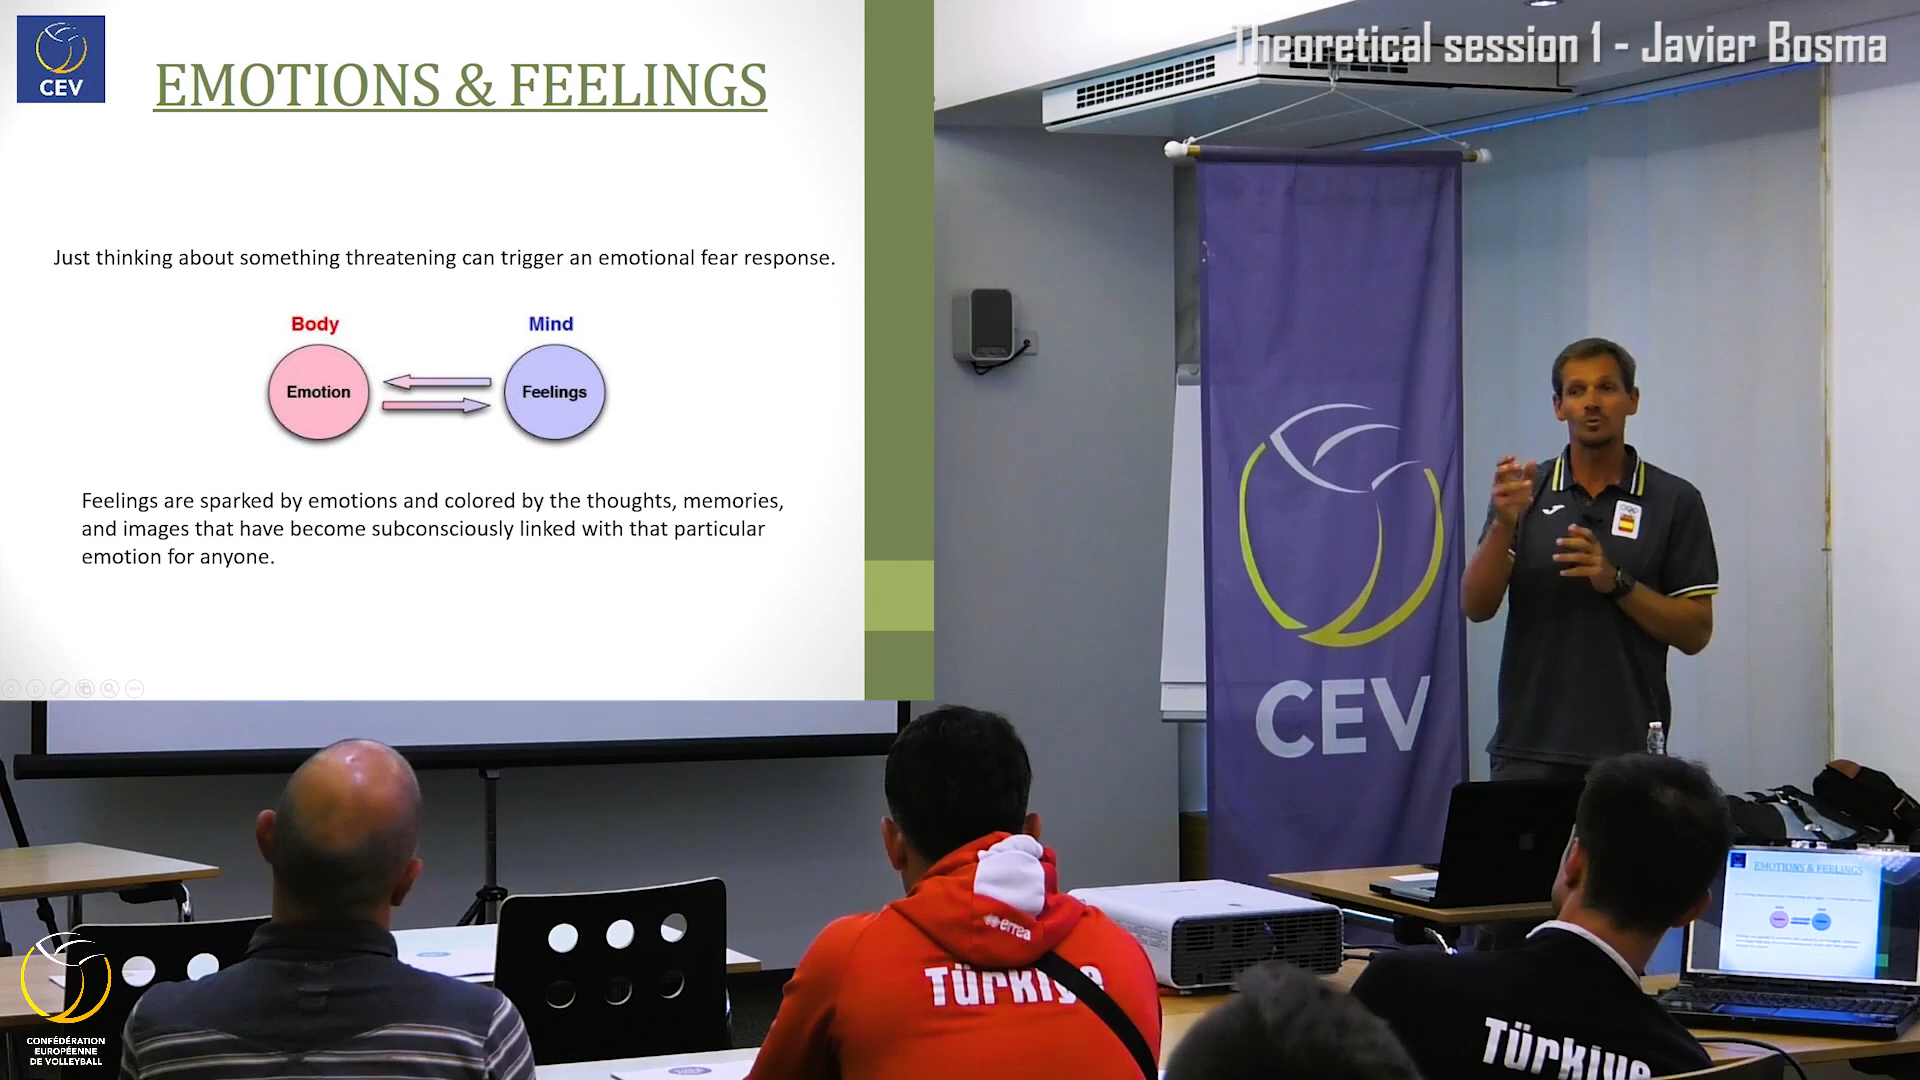 CEV
EMOTIONS & FEELINGS
Theoretical session 1 - Javier Bosma
Just thinking about something threatening can trigger an emotional fear response.
Body
Mind
Emotion
Feelings
Feelings are sparked by emotions and colored by the thoughts, memories,
and images that have become subconsciously linked with that particular
emotion for anyone.
CEV
EMOTIONS & FEELINGS
errea
Türkiye
Türkiye
CONFÉDÉRATION
EUROPÉENNE
DE VOLLEYBALL